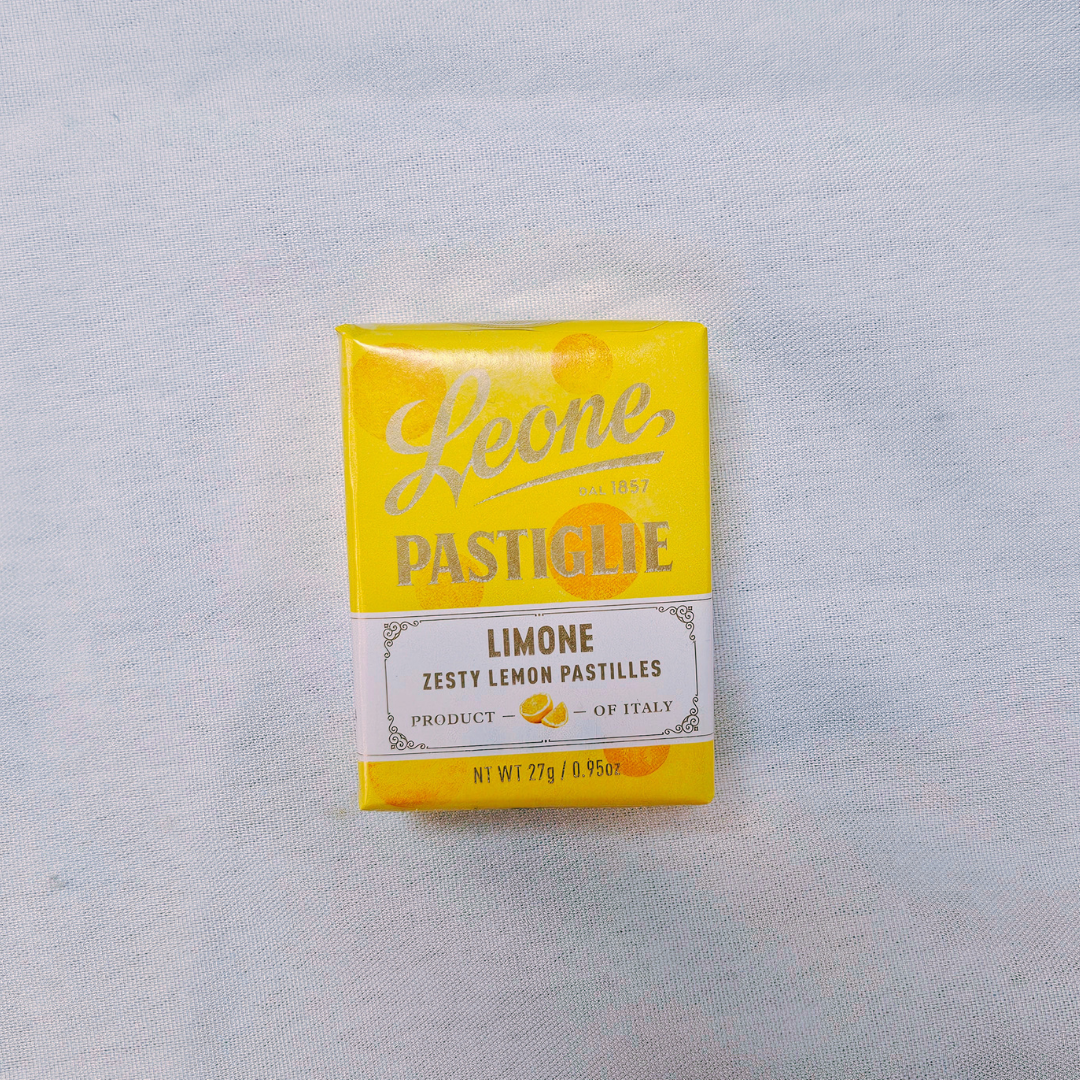 Leone
DAL 1857
PASTIGLIE
LIMONE
ZESTY LEMON PASTILLES
PRODUCT — — OF ITALY
NT WT 27g / 0.95oz